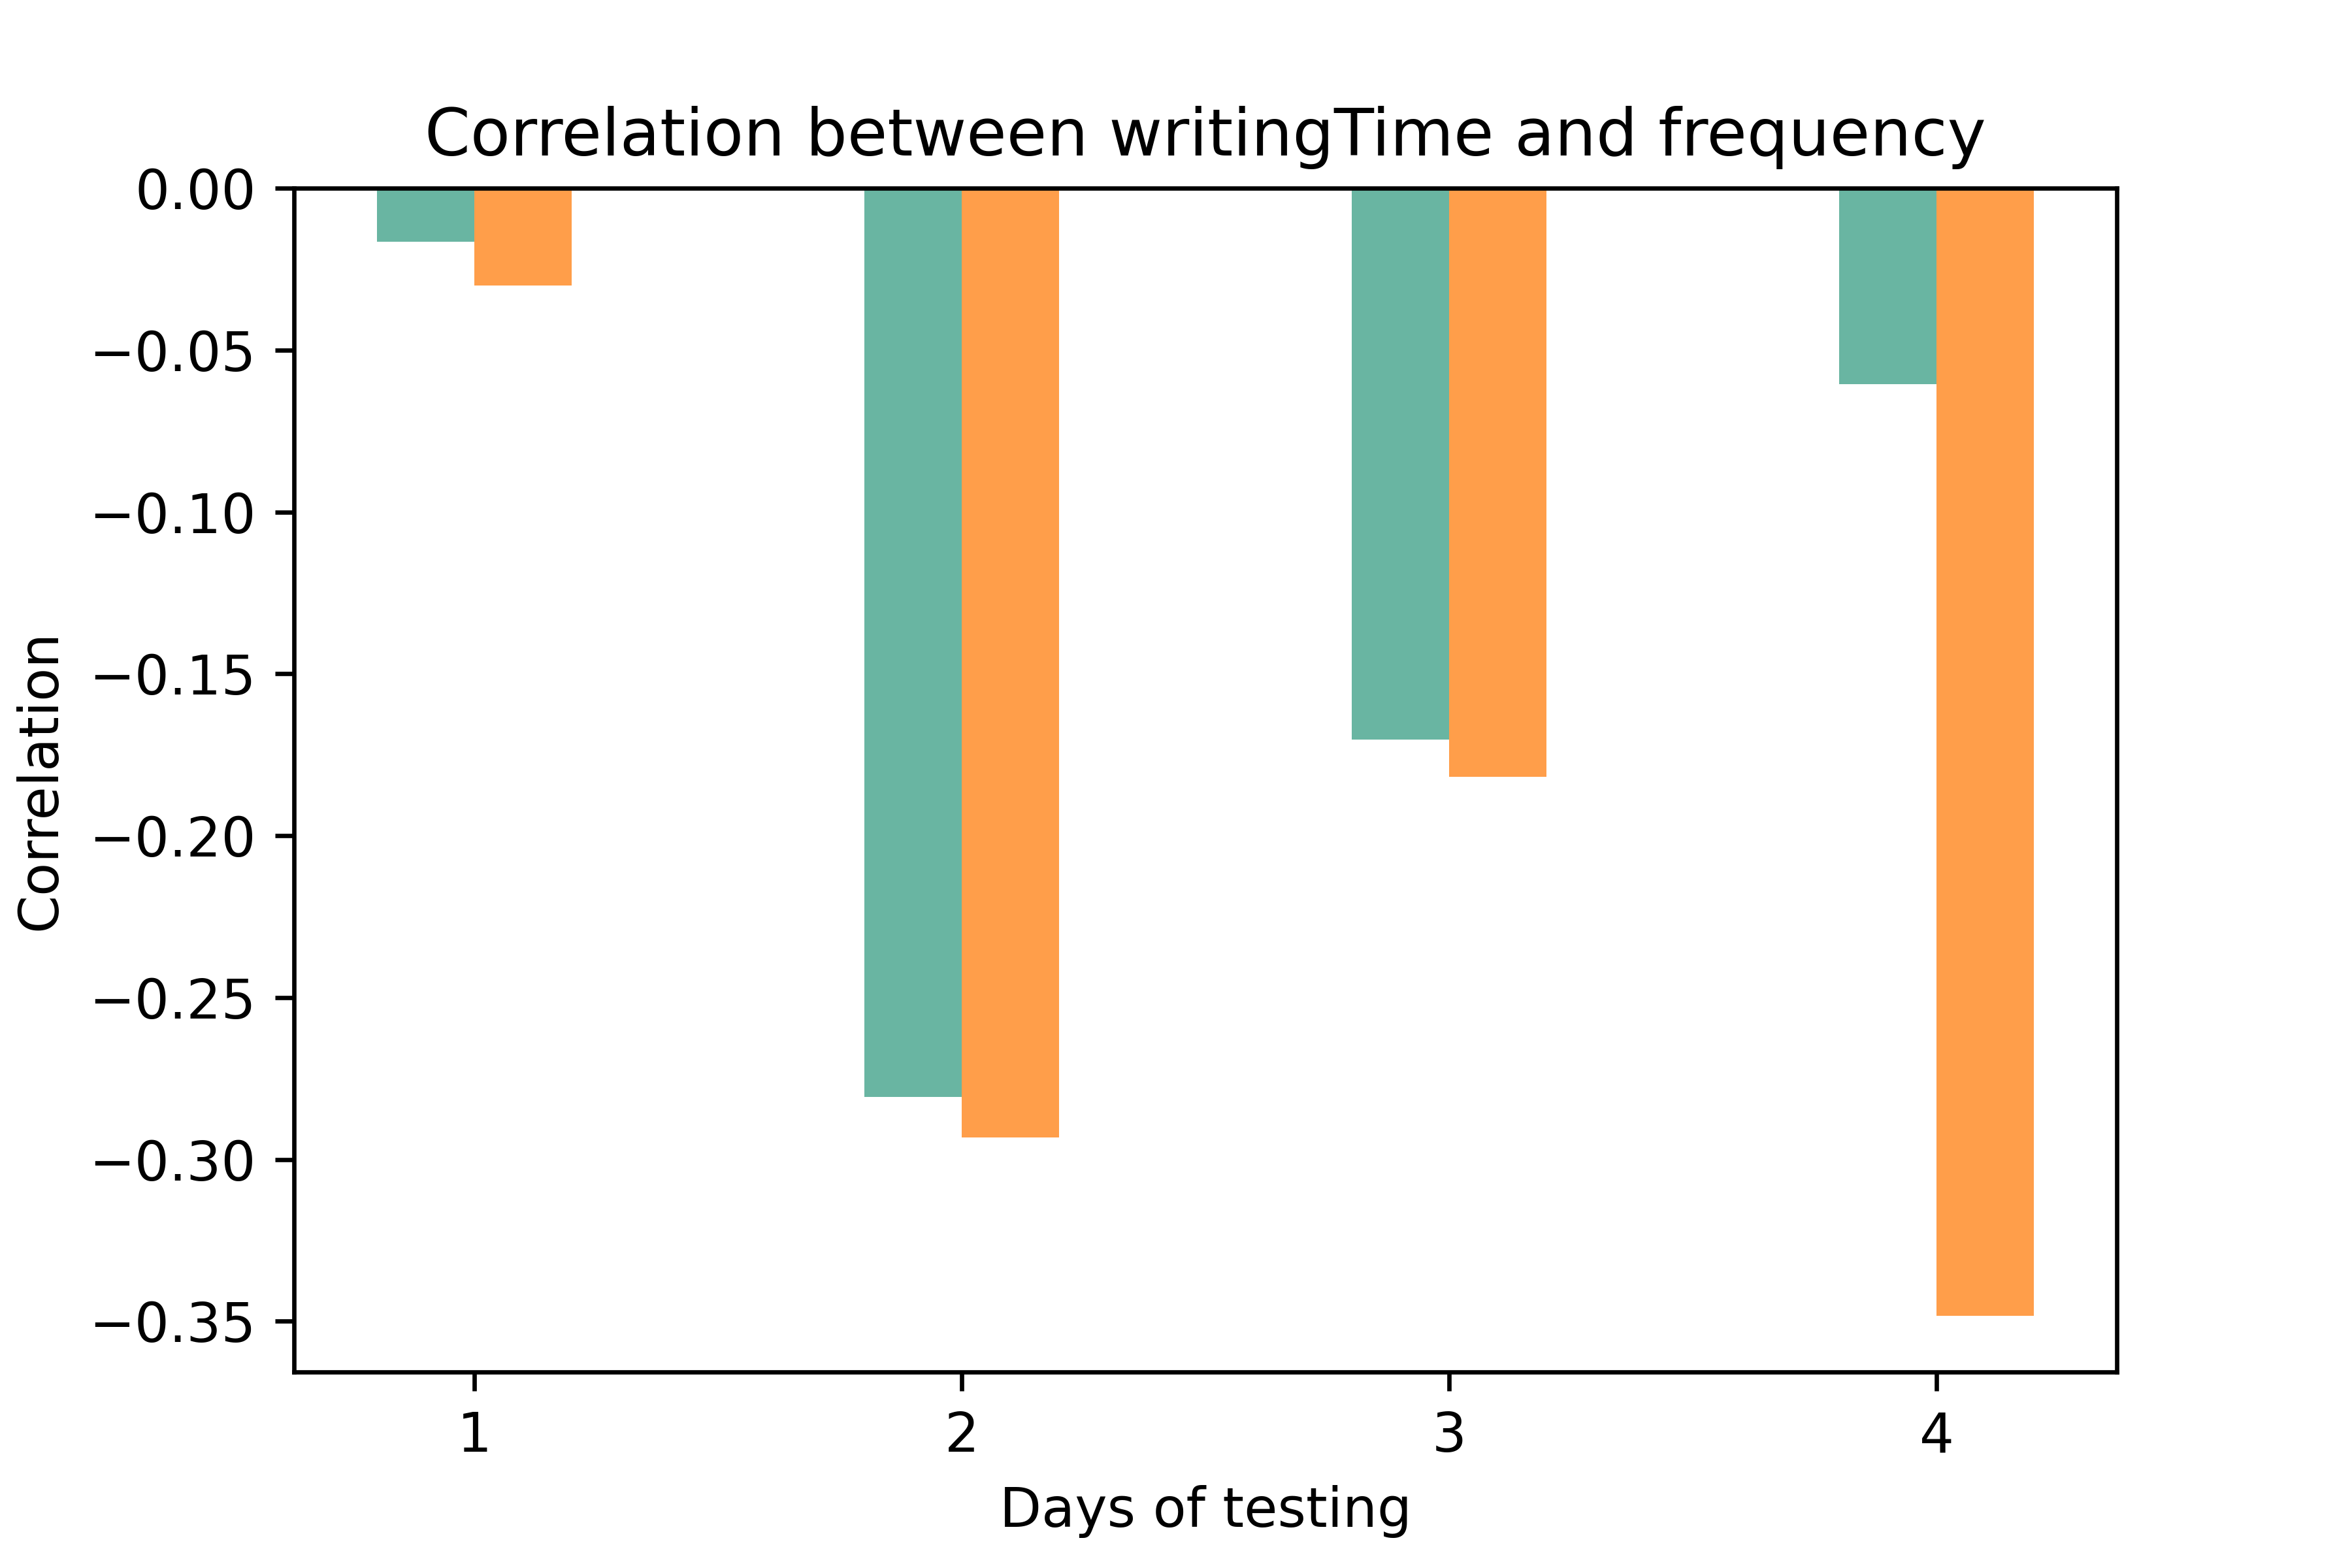 Correlation between writingTime and frequency
0.00
−0.05
−0.10
−0.15
−0.20
−0.25
−0.30
−0.35
Correlation
1 2 3 4
Days of testing